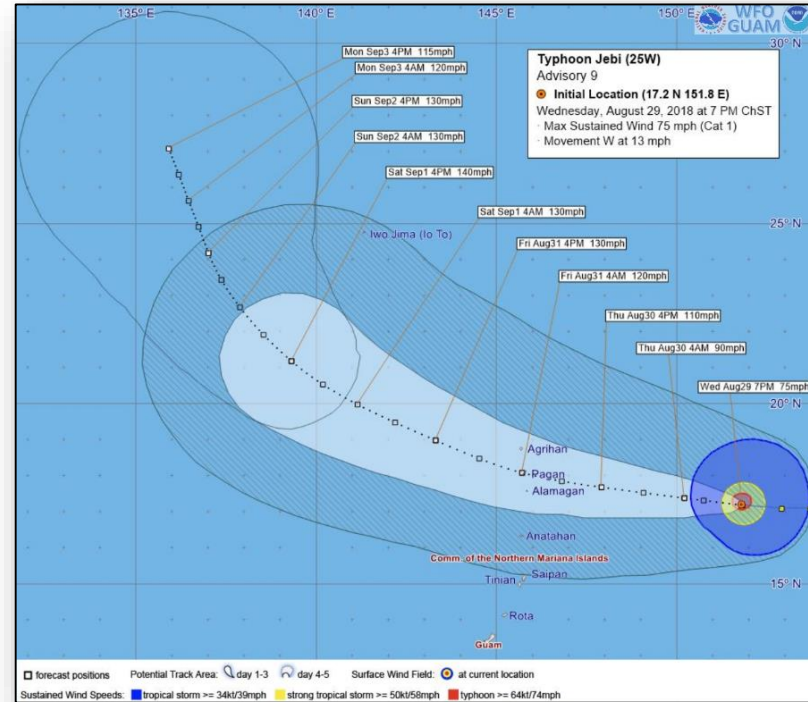 135° E
140° E
145° E
150° E
WFO
GUAM
30° N
Mon Sep3 4PM 115mph
Mon Sep3 4AM 120mph
Sun Sep2 4PM 130mph
Sun Sep2 4AM 130mph
Sat Sep1 4PM 140mph
Sat Sep1 4AM 130mph
Fri Aug31 4PM 130mph
Fri Aug31 4AM 120mph
Thu Aug30 4PM 110mph
Thu Aug30 4AM 90mph
Wed Aug29 7PM 75mph
Typhoon Jebi (25W)
Advisory 9
Initial Location (17.2 N 151.8 E)
Wednesday, August 29, 2018 at 7 PM ChST
· Max Sustained Wind 75 mph (Cat 1)
· Movement W at 13 mph
25° N
Iwo Jima (Io To)
20° N
Agrihan
Pagan
Alamagan
Anatahan
Comm. of the Northern Mariana Islands
Saipan
Tinian
15° N
Rota
Guam
forecast positions Potential Track Area: day 1-3 day 4-5 Surface Wind Field: at current location
Sustained Wind Speeds: tropical storm >= 34kt/39mph strong tropical storm >= 50kt/58mph typhoon >= 64kt/74mph